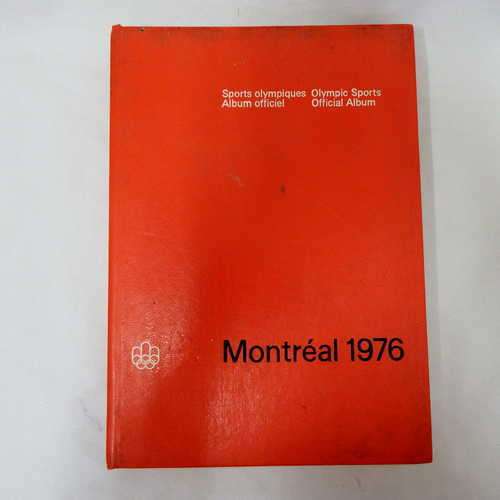 Sports olympiques Olympic Sports
Album officiel Official Album
Montréal 1976